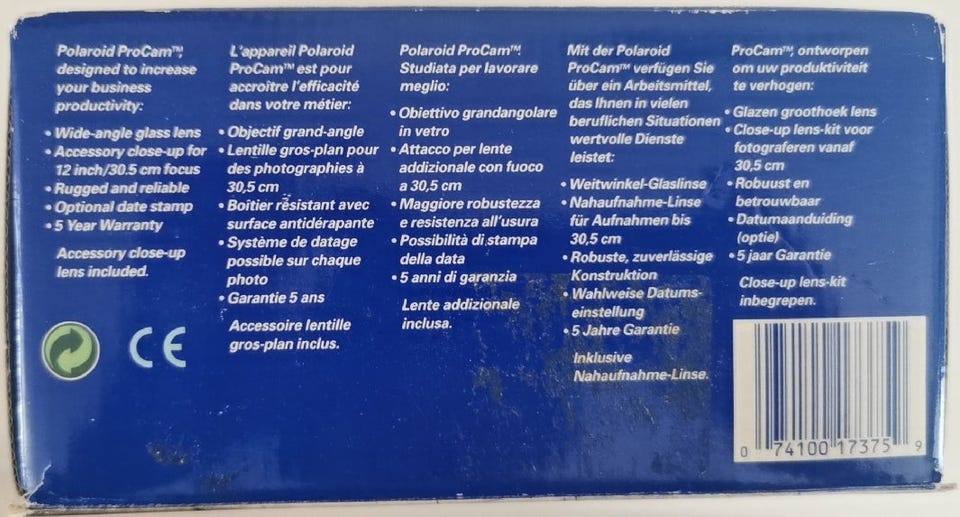 Polaroid ProCam™,
designed to increase
your business
productivity:
• Wide-angle glass lens
• Accessory close-up for
12 inch/30.5 cm focus
• Rugged and reliable
• Optional date stamp
• 5 Year Warranty
Accessory close-up
lens included.
L'appareil Polaroid
ProCam™ est pour
accroître l'efficacité
dans votre métier:
• Objectif grand-angle
• Lentille gros-plan pour
des photographies à
30,5 cm
• Boîtier résistant avec
surface antidérapante
• Système de datage
possible sur chaque
photo
• Garantie 5 ans
Accessoire lentille
gros-plan inclus.
Polaroid ProCam™.
Studiata per lavorare
meglio:
• Obiettivo grandangolare
in vetro
• Attacco per lente
addizionale con fuoco
a 30,5 cm
• Maggiore robustezza
e resistenza all'usura
• Possibilità di stampa
della data
• 5 anni di garanzia
Lente addizionale
inclusa.
Mit der Polaroid
ProCam™ verfügen Sie
über ein Arbeitsmittel,
das Ihnen in vielen
beruflichen Situationen
wertvolle Dienste
leistet:
• Weitwinkel-Glaslinse
• Nahaufnahme-Linse
für Aufnahmen bis
30,5 cm
• Robuste, zuverlässige
Konstruktion
• Wahlweise Datums-
einstellung
• 5 Jahre Garantie
Inklusive
Nahaufnahme-Linse.
ProCam™, ontworpen
om uw produktiviteit
te verhogen:
• Glazen groothoek lens
• Close-up lens-kit voor
fotograferen vanaf
30,5 cm
• Robuust en
betrouwbaar
• Datumaanduiding
(optie)
• 5 jaar Garantie
Close-up lens-kit
inbegrepen.
CE
0 74100 17375 9